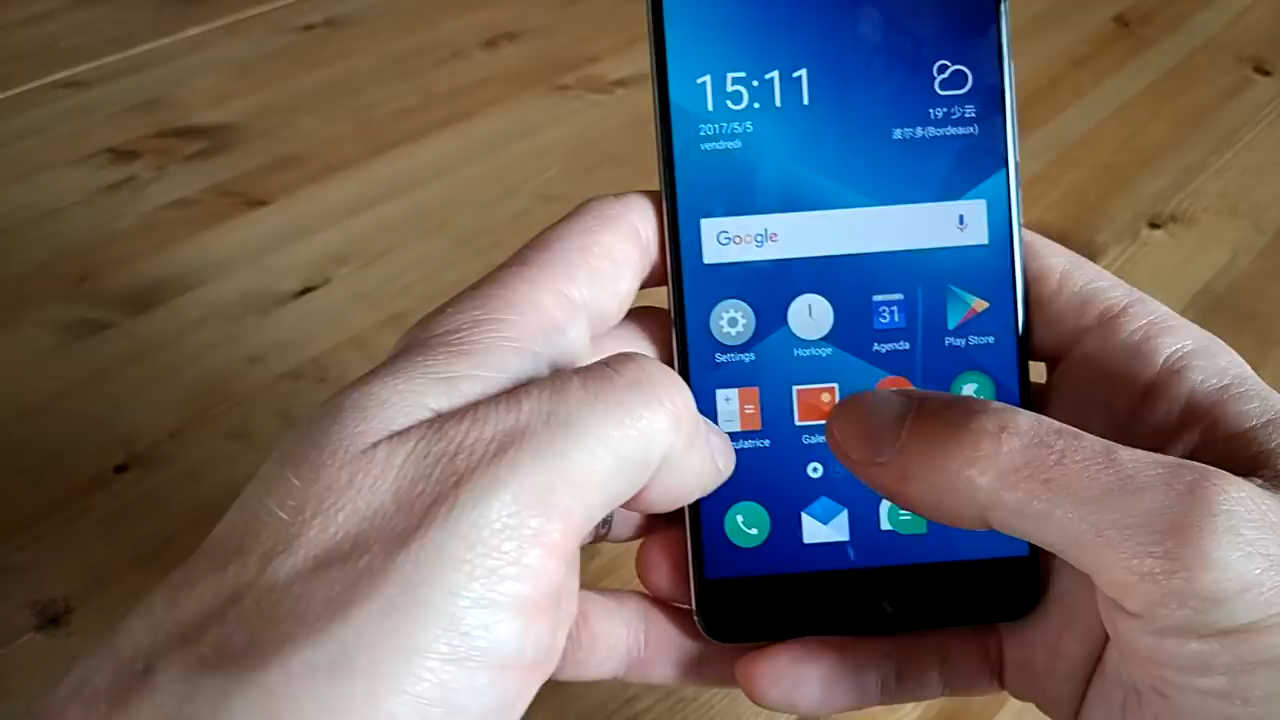 15:11
2017/5/5
vendredi
19° 少云
波尔多(Bordeaux)
Google
31
Settings
Horloge
Agenda
Play Store